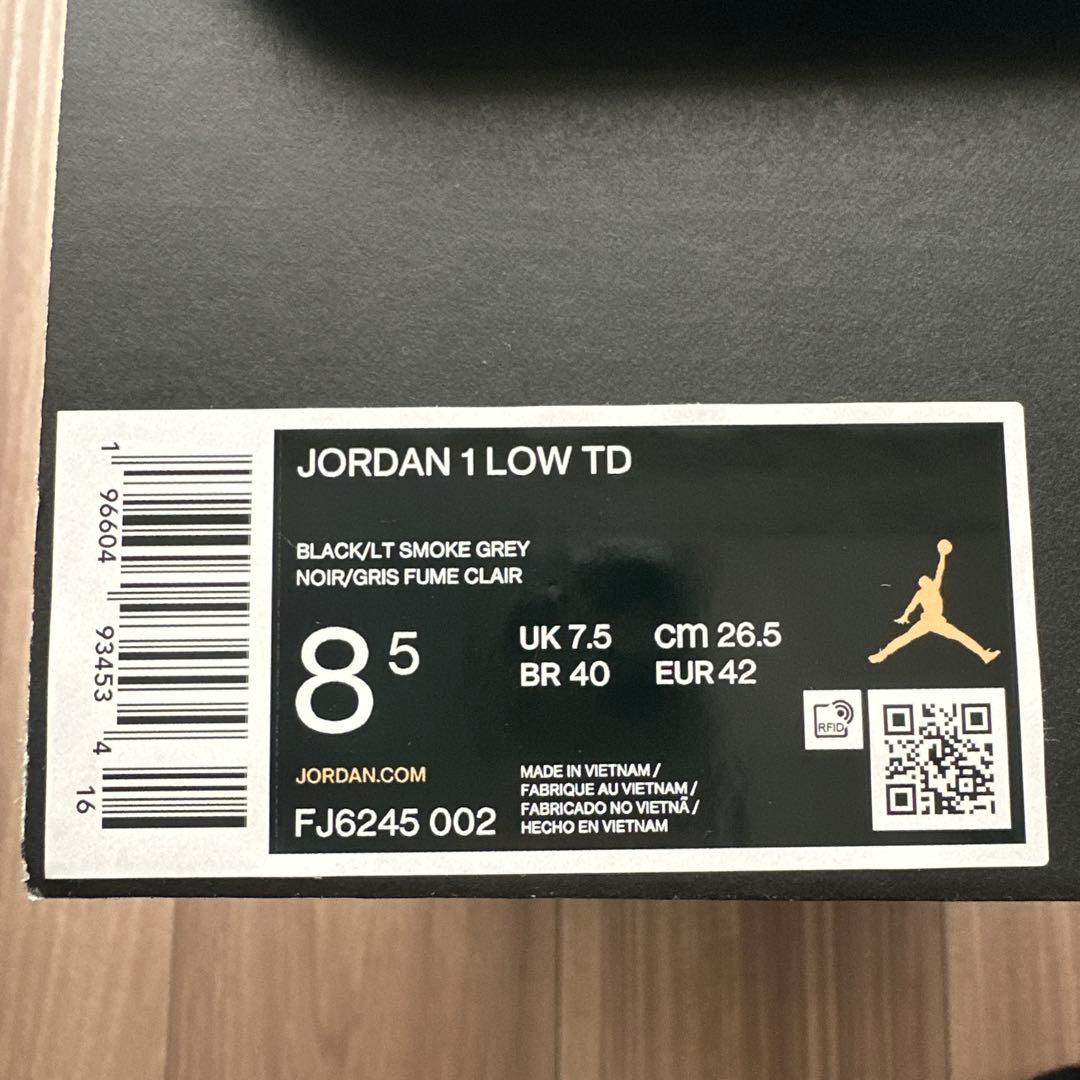 JORDAN 1 LOW TD
BLACK/LT SMOKE GREY
NOIR/GRIS FUME CLAIR
8 5
UK 7.5 cm 26.5
BR 40 EUR 42
JORDAN.COM
FJ6245 002
MADE IN VIETNAM /
FABRIQUE AU VIETNAM /
FABRICADO NO VIETNÃ /
HECHO EN VIETNAM
RFID
1 96604 93453 4
16